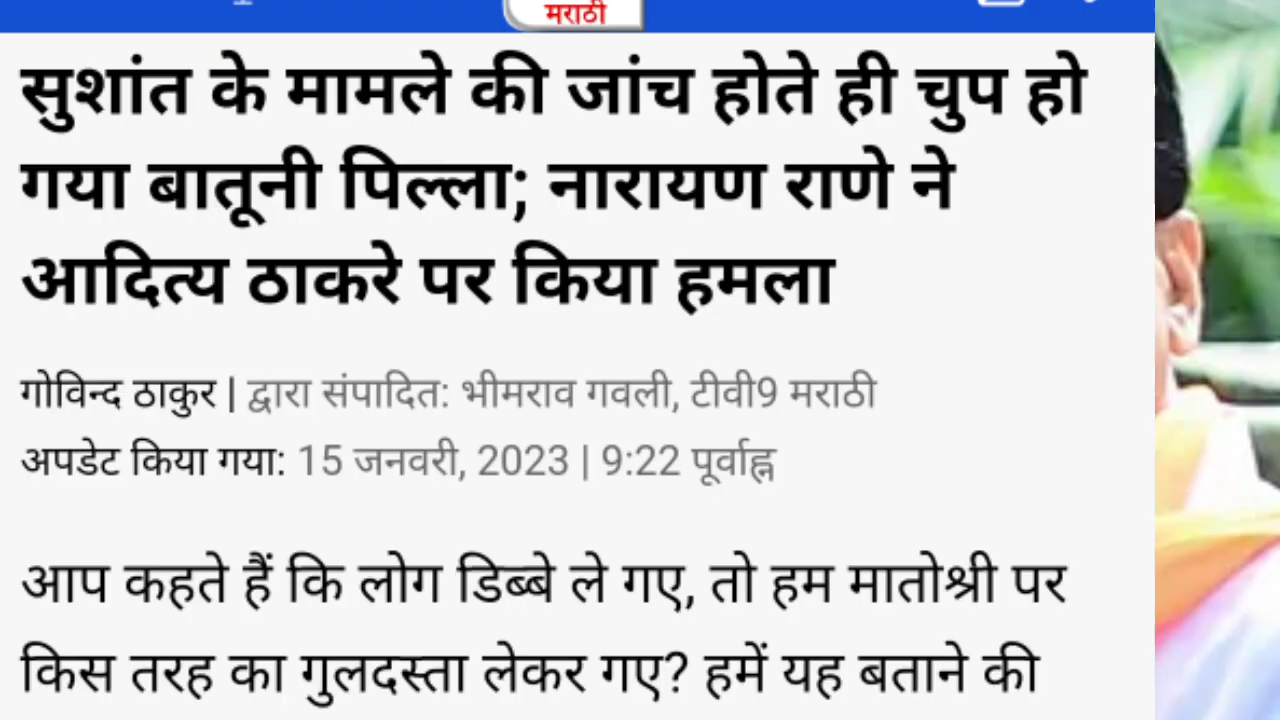 मराठी
सुशांत के मामले की जांच होते ही चुप हो
गया बातूनी पिल्ला; नारायण राणे ने
आदित्य ठाकरे पर किया हमला
गोविन्द ठाकुर | द्वारा संपादित: भीमराव गवली, टीवी9 मराठी
अपडेट किया गया: 15 जनवरी, 2023 | 9:22 पूर्वाह्न
आप कहते हैं कि लोग डिब्बे ले गए, तो हम मातोश्री पर
किस तरह का गुलदस्ता लेकर गए? हमें यह बताने की